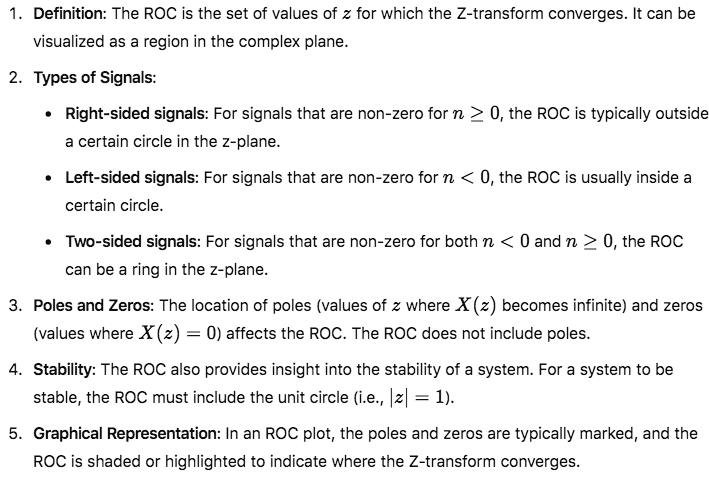 1. Definition: The ROC is the set of values of z for which the Z-transform converges. It can be
visualized as a region in the complex plane.
2. Types of Signals:
• Right-sided signals: For signals that are non-zero for n ≥ 0, the ROC is typically outside
a certain circle in the z-plane.
• Left-sided signals: For signals that are non-zero for n < 0, the ROC is usually inside a
certain circle.
• Two-sided signals: For signals that are non-zero for both n < 0 and n ≥ 0, the ROC
can be a ring in the z-plane.
3. Poles and Zeros: The location of poles (values of z where X(z) becomes infinite) and zeros
(values where X(z) = 0) affects the ROC. The ROC does not include poles.
4. Stability: The ROC also provides insight into the stability of a system. For a system to be
stable, the ROC must include the unit circle (i.e., |z| = 1).
5. Graphical Representation: In an ROC plot, the poles and zeros are typically marked, and the
ROC is shaded or highlighted to indicate where the Z-transform converges.